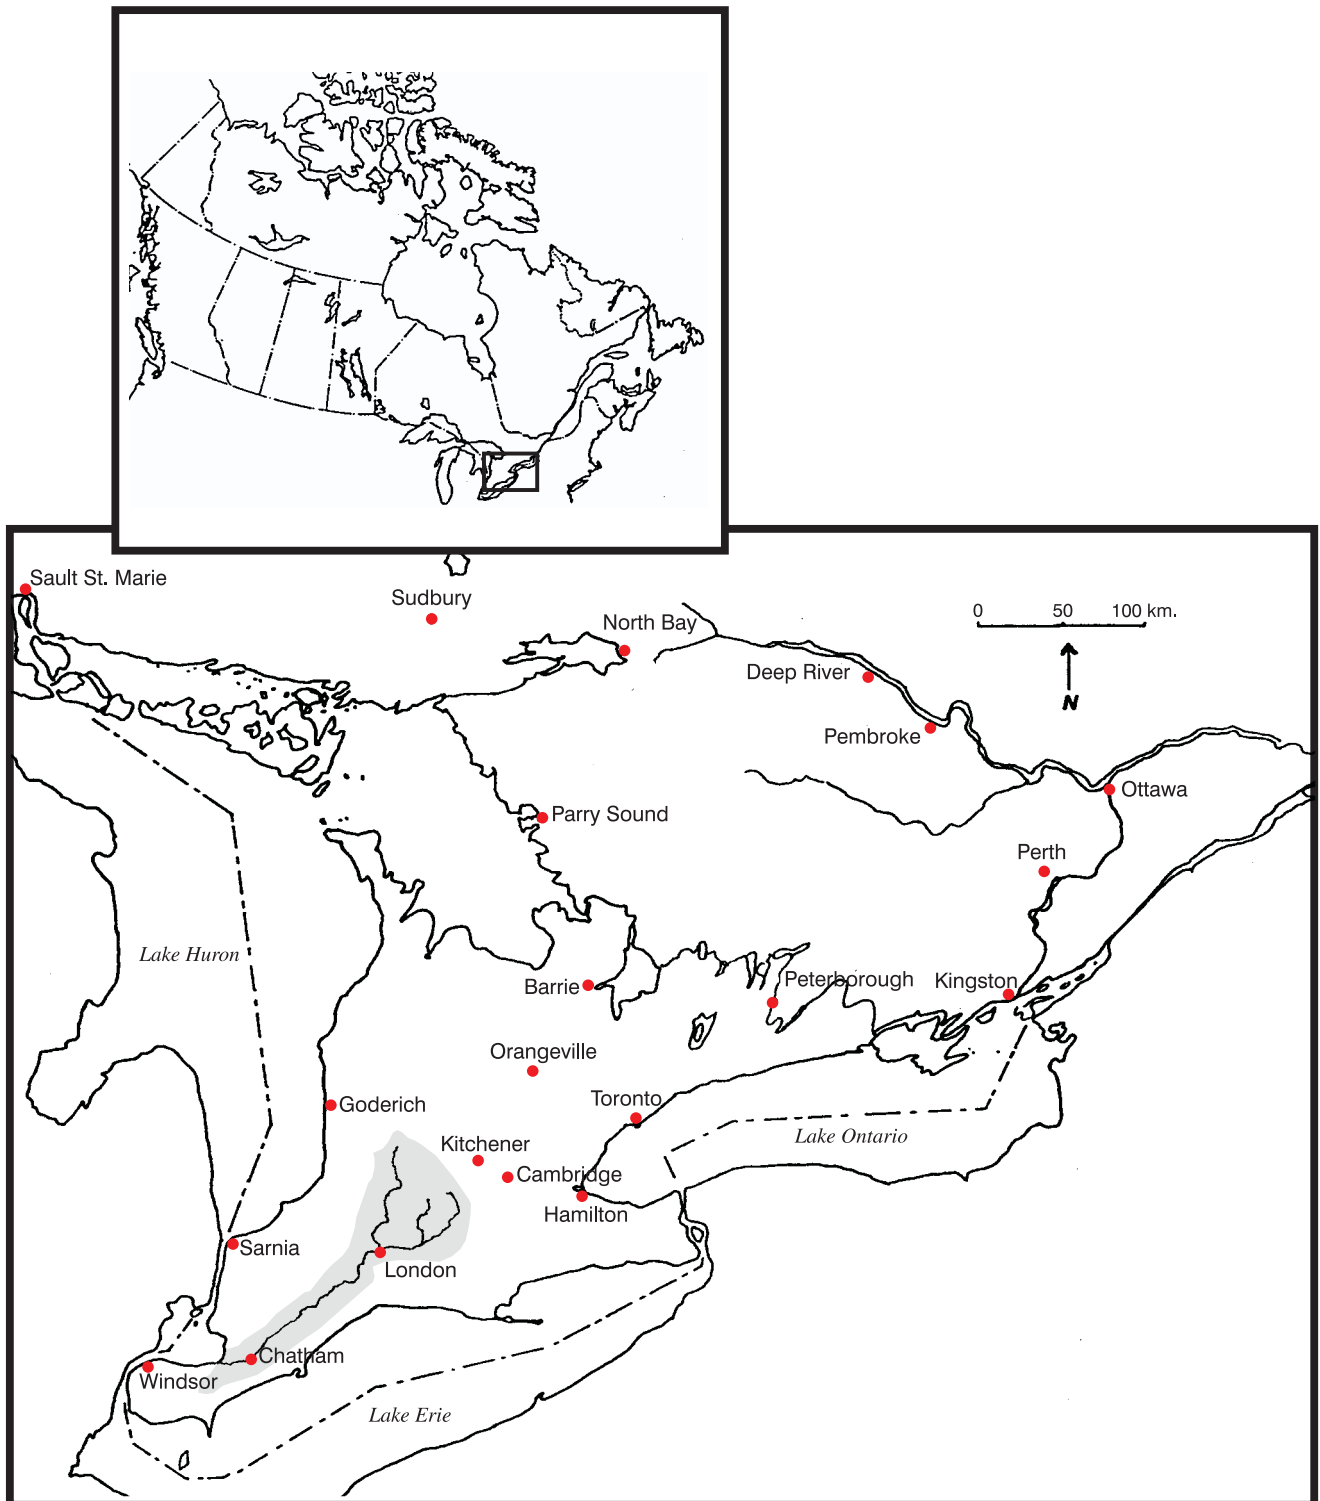 Sault St. Marie
Sudbury
North Bay
0 50 100 km.
Deep River
N
Pembroke
Ottawa
Parry Sound
Perth
Lake Huron
Barrie
Peterborough
Kingston
Orangeville
Toronto
Goderich
Lake Ontario
Kitchener
Cambridge
Hamilton
Sarnia
London
Chatham
Windsor
Lake Erie